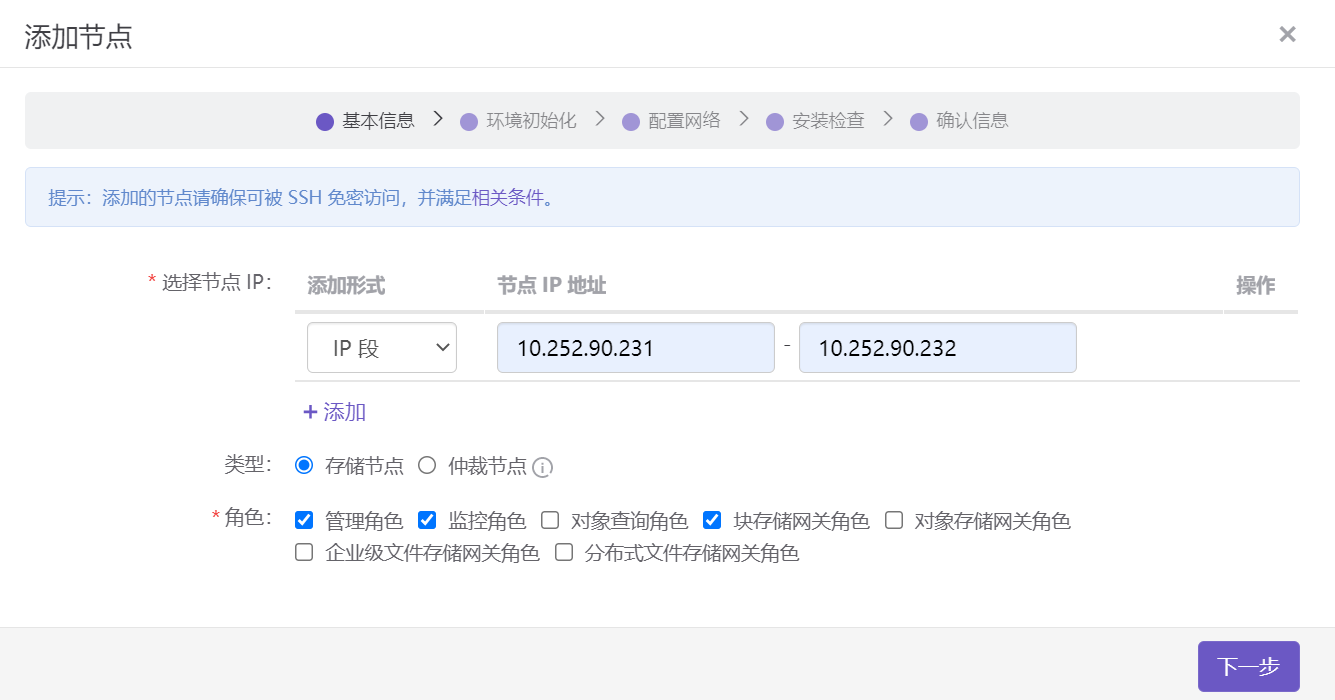 添加节点 ×
基本信息 > 环境初始化 > 配置网络 > 安装检查 > 确认信息
提示：添加的节点请确保可被 SSH 免密访问，并满足相关条件。
* 选择节点 IP： 添加形式 节点 IP 地址 操作
IP 段 10.252.90.231 - 10.252.90.232
+ 添加
类型： 存储节点 仲裁节点
* 角色： 管理角色 监控角色 对象查询角色 块存储网关角色 对象存储网关角色
企业级文件存储网关角色 分布式文件存储网关角色
下一步